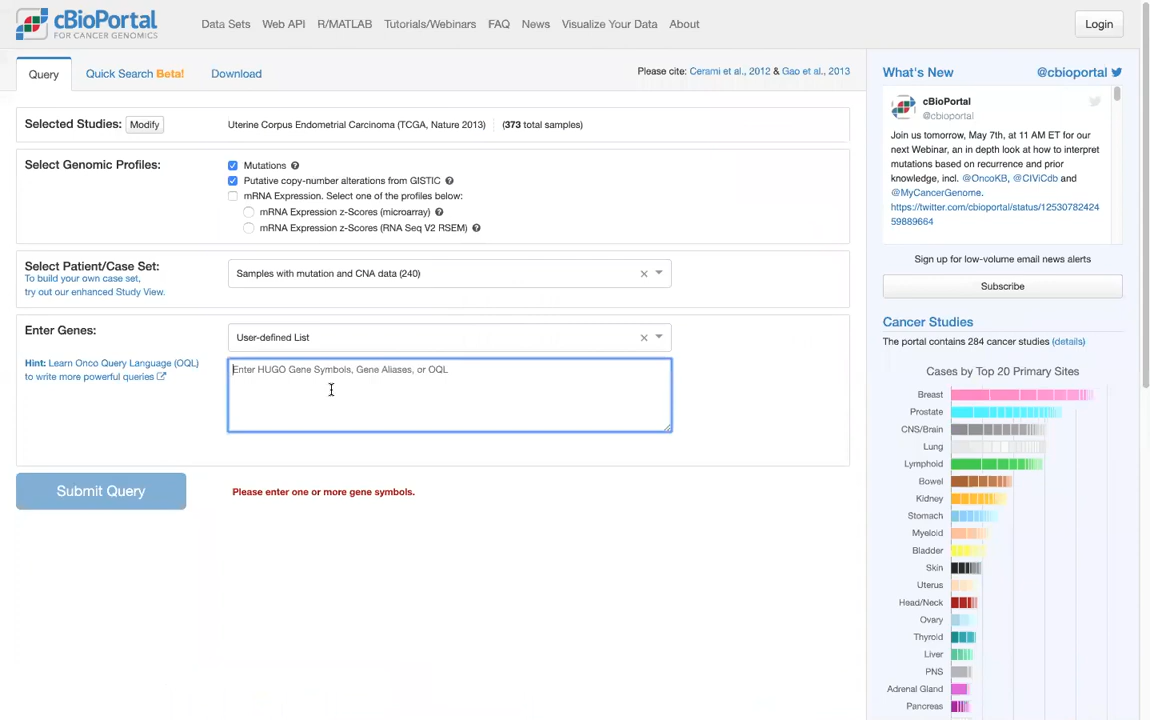 cBioPortal
FOR CANCER GENOMICS
Data Sets Web API R/MATLAB Tutorials/Webinars FAQ News Visualize Your Data About
Login
Query Quick Search Beta! Download
Please cite: Cerami et al., 2012 & Gao et al., 2013
Selected Studies: Modify Uterine Corpus Endometrial Carcinoma (TCGA, Nature 2013) (373 total samples)
Select Genomic Profiles:
Mutations
Putative copy-number alterations from GISTIC
mRNA Expression. Select one of the profiles below:
mRNA Expression z-Scores (microarray)
mRNA Expression z-Scores (RNA Seq V2 RSEM)
Select Patient/Case Set:
To build your own case set,
try out our enhanced Study View.
Samples with mutation and CNA data (240)
Enter Genes:
User-defined List
Hint: Learn Onco Query Language (OQL)
to write more powerful queries
Enter HUGO Gene Symbols, Gene Aliases, or OQL
Submit Query
Please enter one or more gene symbols.
What's New @cbioportal
cBioPortal
@cbioportal
Join us tomorrow, May 7th, at 11 AM ET for our
next Webinar, an in depth look at how to interpret
mutations based on recurrence and prior
knowledge, incl. @OncoKB, @CIViCdb and
@MyCancerGenome.
https://twitter.com/cbioportal/status/12530782424
59889664
Sign up for low-volume email news alerts
Subscribe
Cancer Studies
The portal contains 284 cancer studies (details)
Cases by Top 20 Primary Sites
Breast
Prostate
CNS/Brain
Lung
Lymphoid
Bowel
Kidney
Stomach
Myeloid
Bladder
Skin
Uterus
Head/Neck
Ovary
Thyroid
Liver
PNS
Adrenal Gland
Pancreas